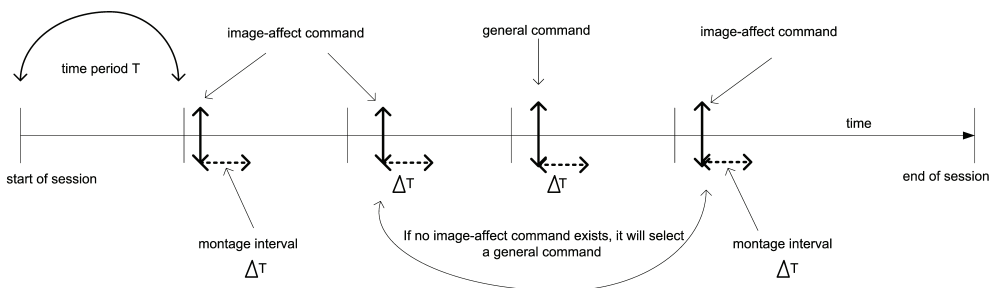 image-affect command
general command
image-affect command
time period T
time
start of session
ΔT
ΔT
end of session
montage interval
ΔT
If no image-affect command exists, it will select
a general command
montage interval
ΔT